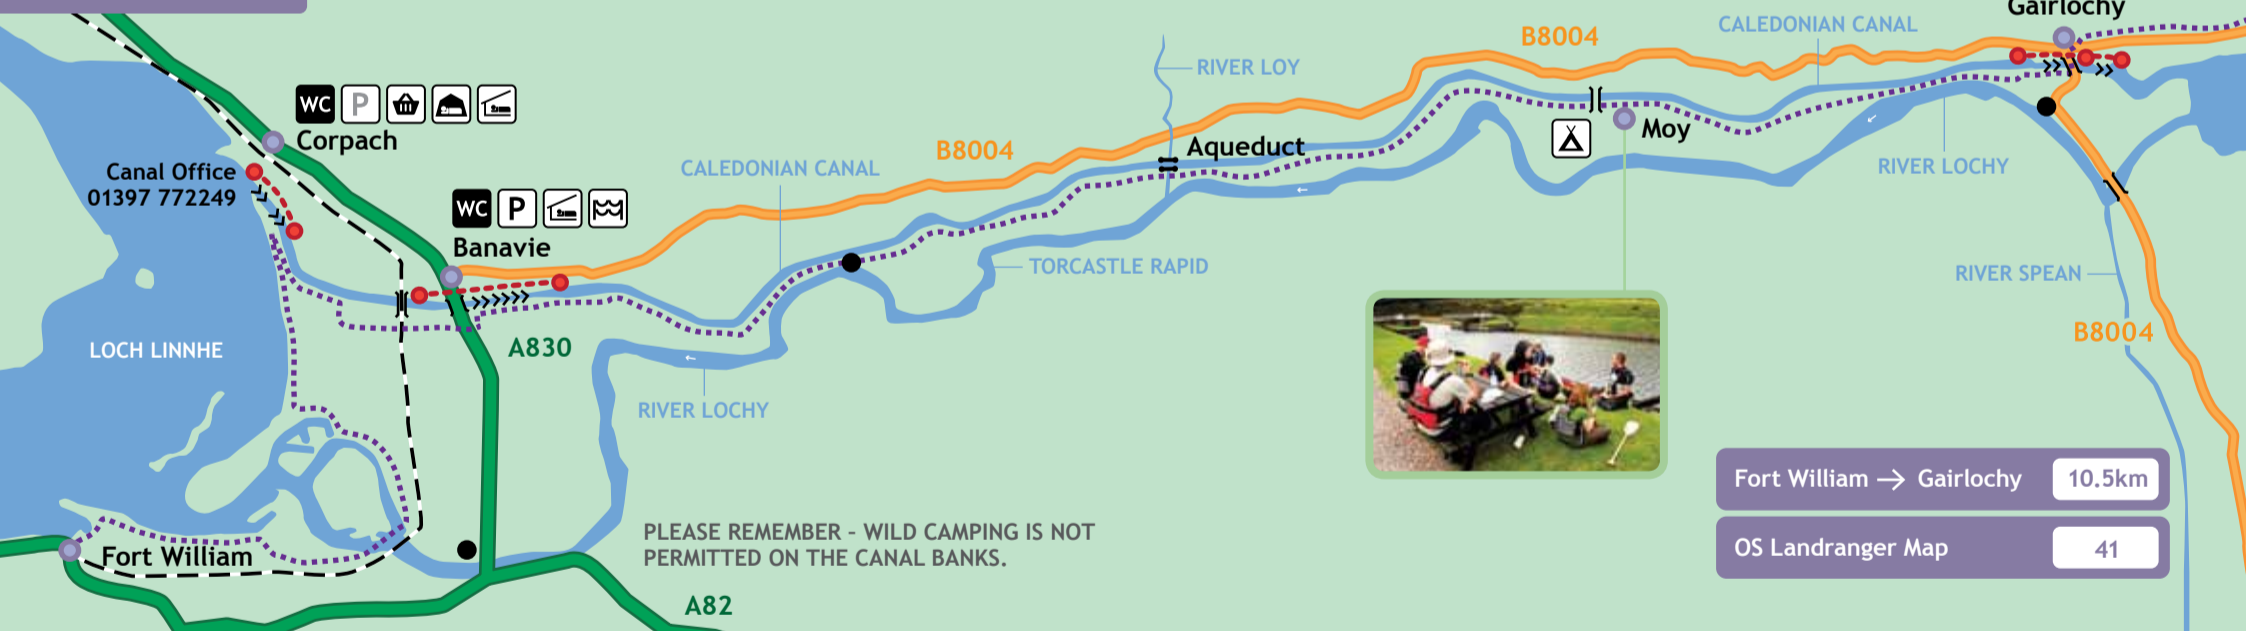 Gairlochy
CALEDONIAN CANAL
B8004
RIVER LOY
WC P
Corpach
Canal Office
01397 772249
Aqueduct
Moy
B8004
CALEDONIAN CANAL
RIVER LOCHY
WC P
Banavie
TORCASTLE RAPID
RIVER SPEAN
B8004
LOCH LINNHE
A830
RIVER LOCHY
Fort William → Gairlochy 10.5km
OS Landranger Map 41
PLEASE REMEMBER - WILD CAMPING IS NOT
PERMITTED ON THE CANAL BANKS.
Fort William
A82